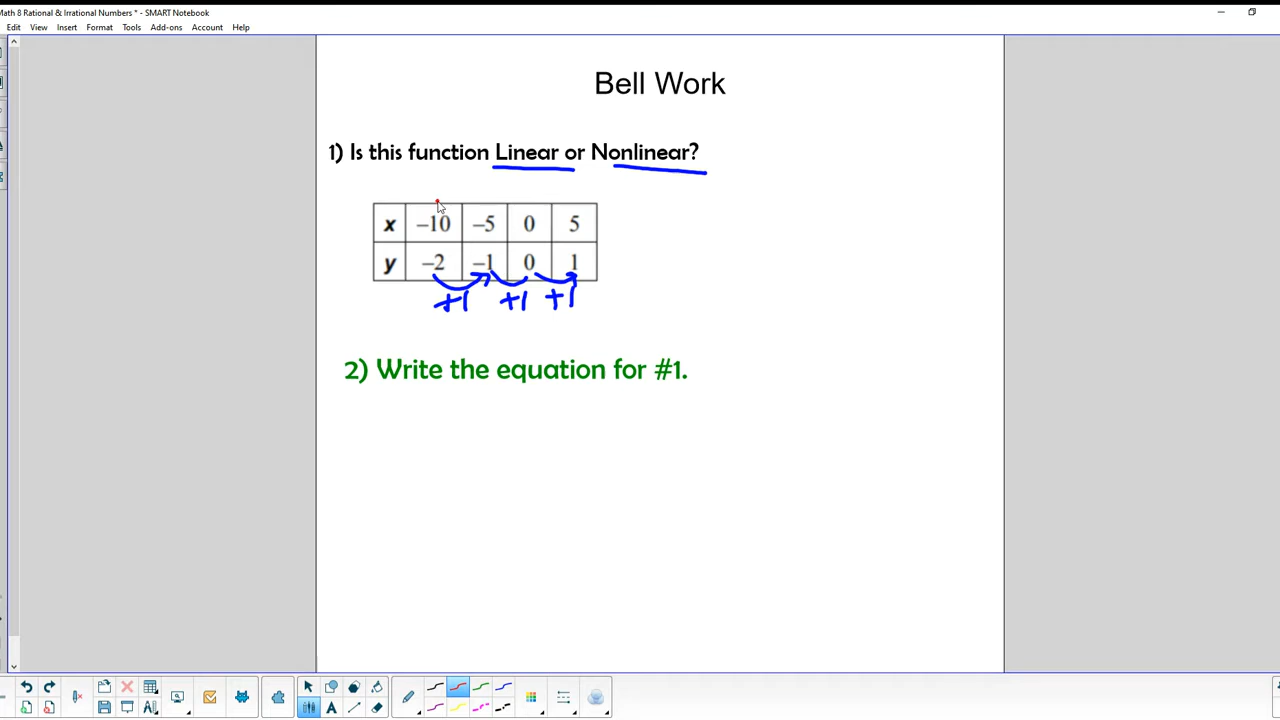 Math 8 Rational & Irrational Numbers * - SMART Notebook
Edit View Insert Format Tools Add-ons Account Help
Bell Work
1) Is this function Linear or Nonlinear?
x –10 –5 0 5
y –2 –1 0 1
+1 +1 +1
2) Write the equation for #1.